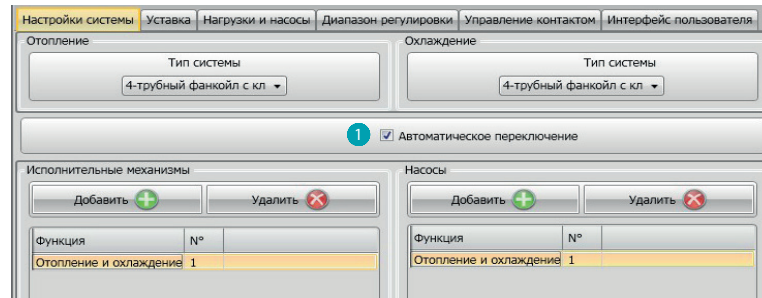 Настройки системы Уставка Нагрузки и насосы Диапазон регулировки Управление контактом Интерфейс пользователя
Отопление Охлаждение
Тип системы Тип системы
4-трубный фанкойл с кл 4-трубный фанкойл с кл
1 Автоматическое переключение
Исполнительные механизмы Насосы
Добавить Удалить Добавить Удалить
Функция N° Функция N°
Отопление и охлаждение 1 Отопление и охлаждение 1